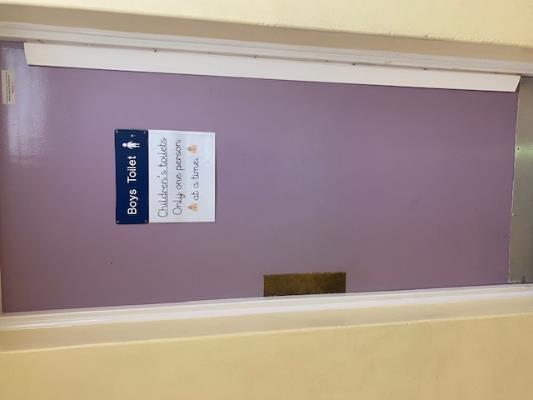 Boys Toilet
Children's toilets
Only one person
at a time.